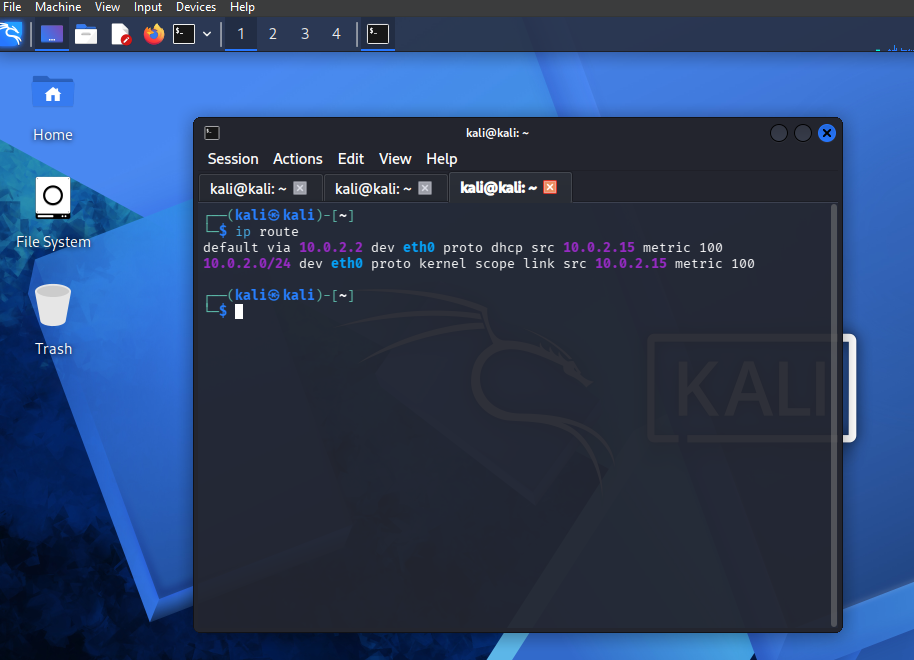 File Machine View Input Devices Help
1 2 3 4
Home
File System
Trash
kali@kali: ~
Session Actions Edit View Help
kali@kali: ~ kali@kali: ~ kali@kali: ~
┌──(kali㉿kali)-[~]
└─$ ip route
default via 10.0.2.2 dev eth0 proto dhcp src 10.0.2.15 metric 100
10.0.2.0/24 dev eth0 proto kernel scope link src 10.0.2.15 metric 100
┌──(kali㉿kali)-[~]
└─$
KALI